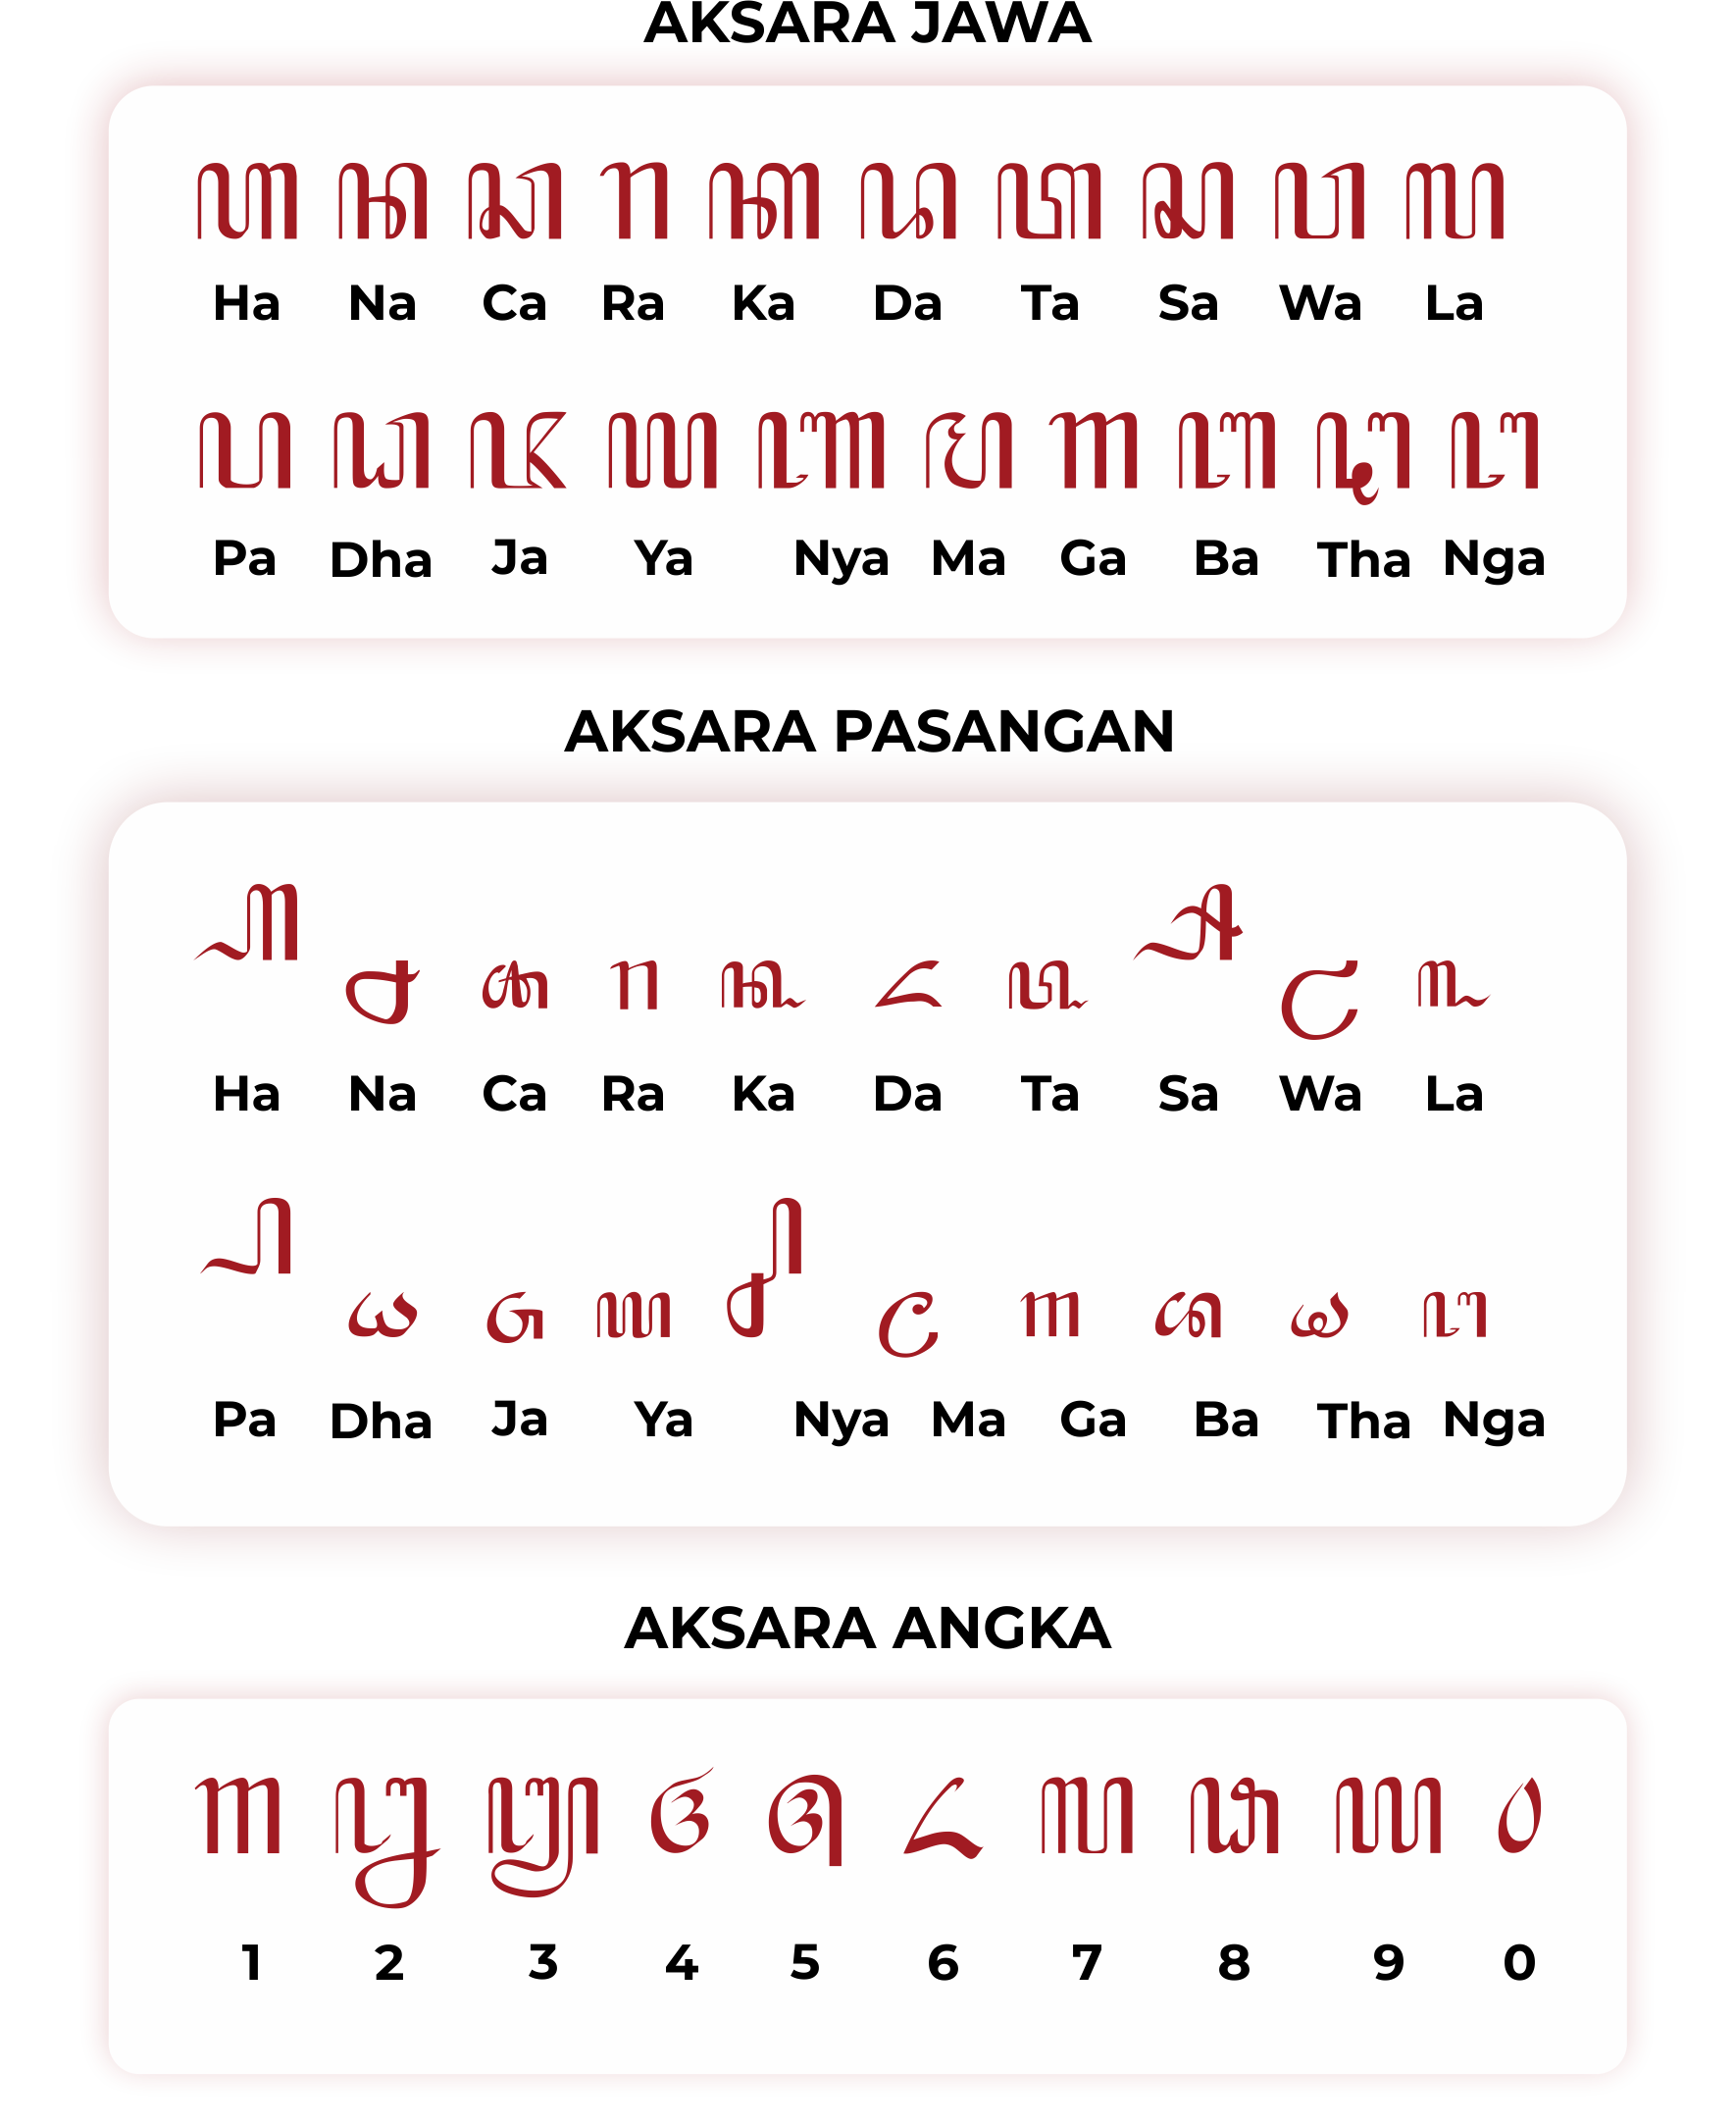 AKSARA JAWA
ꦲ ꦤ ꦕ ꦫ ꦏ ꦢ ꦠ ꦱ ꦮ ꦭ
Ha Na Ca Ra Ka Da Ta Sa Wa La
ꦥ ꦝ ꦗ ꦪ ꦚ ꦩ ꦒ ꦧ ꦛ ꦔ
Pa Dha Ja Ya Nya Ma Ga Ba Tha Nga
AKSARA PASANGAN
꧀ꦲ ꧀ꦤ ꧀ꦕ ꧀ꦫ ꧀ꦏ ꧀ꦢ ꧀ꦠ ꧀ꦱ ꧀ꦮ ꧀ꦭ
Ha Na Ca Ra Ka Da Ta Sa Wa La
꧀ꦥ ꧀ꦝ ꧀ꦗ ꧀ꦪ ꧀ꦚ ꧀ꦩ ꧀ꦒ ꧀ꦧ ꧀ꦛ ꧀ꦔ
Pa Dha Ja Ya Nya Ma Ga Ba Tha Nga
AKSARA ANGKA
꧑ ꧒ ꧓ ꧔ ꧕ ꧖ ꧗ ꧘ ꧙ ꧐
1 2 3 4 5 6 7 8 9 0